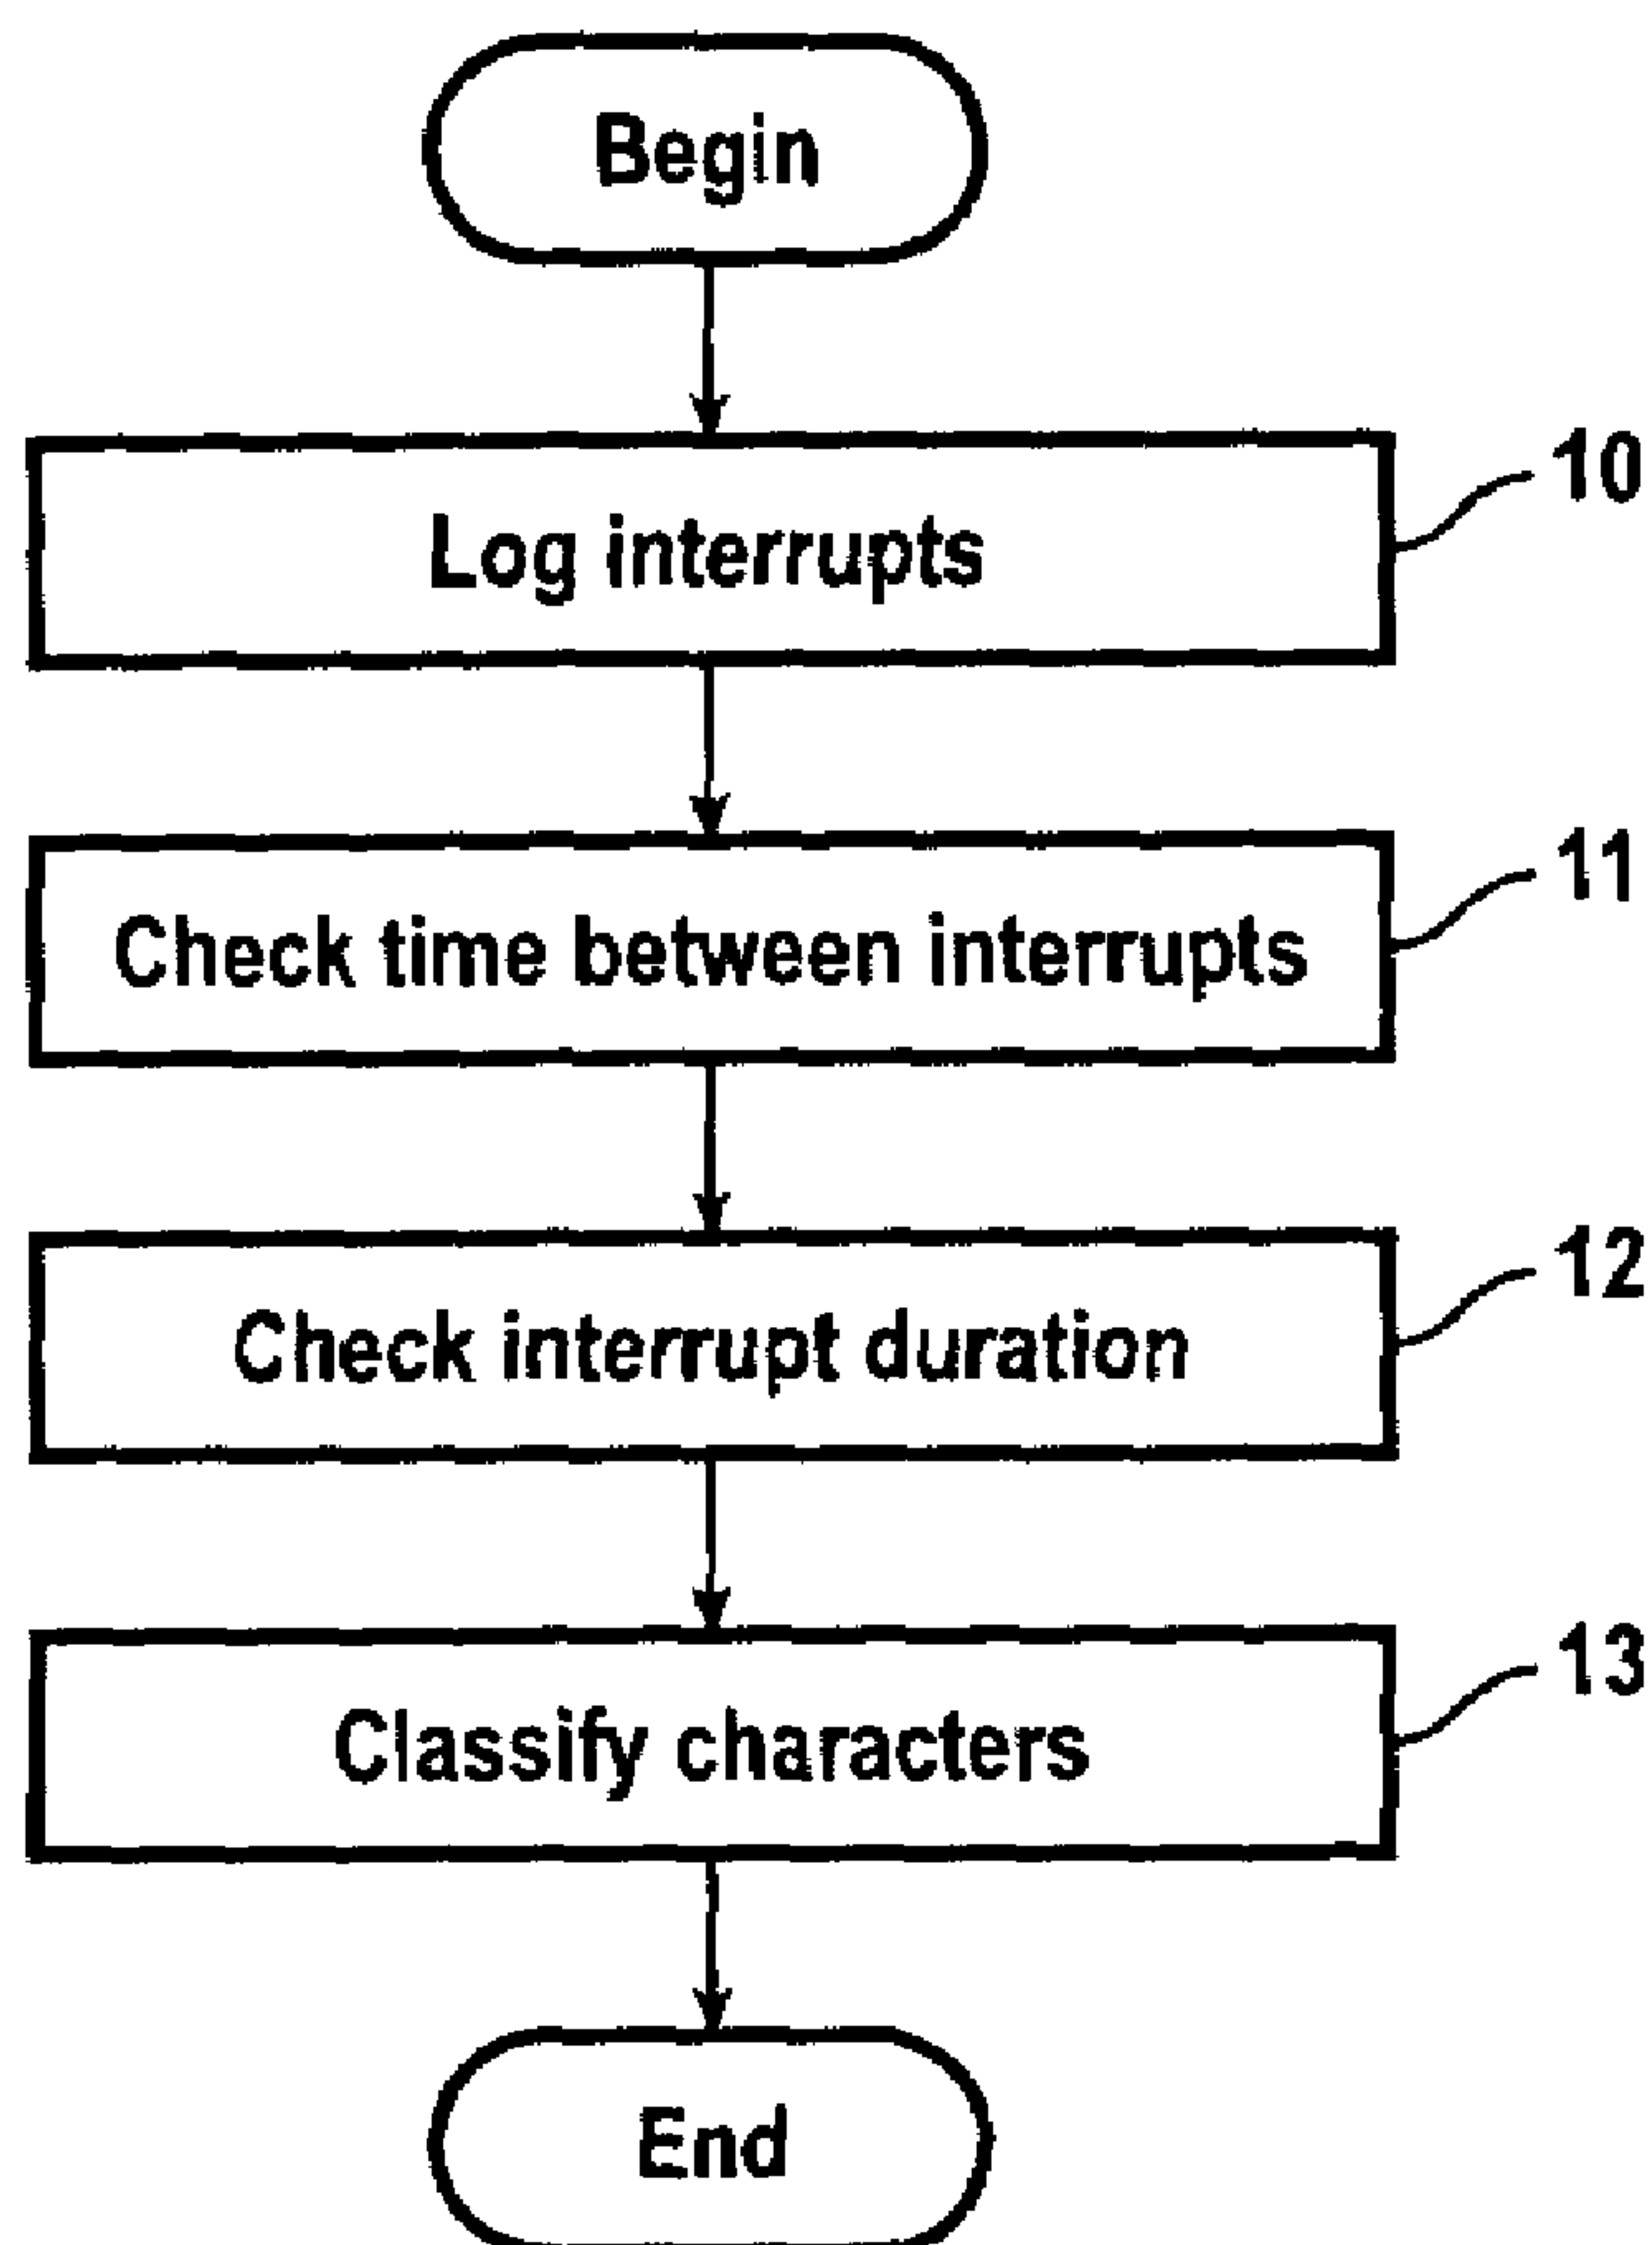 Begin
Log interrupts
10
Check time between interrupts
11
Check interrupt duration
12
Classify characters
13
End